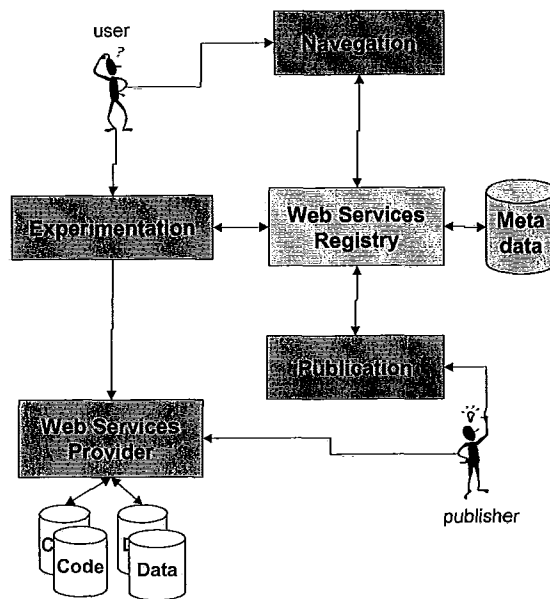 user
?
Navegation
Experimentation
Web Services
Registry
Meta
data
Publication
Web Services
Provider
publisher
C
D
Code
Data